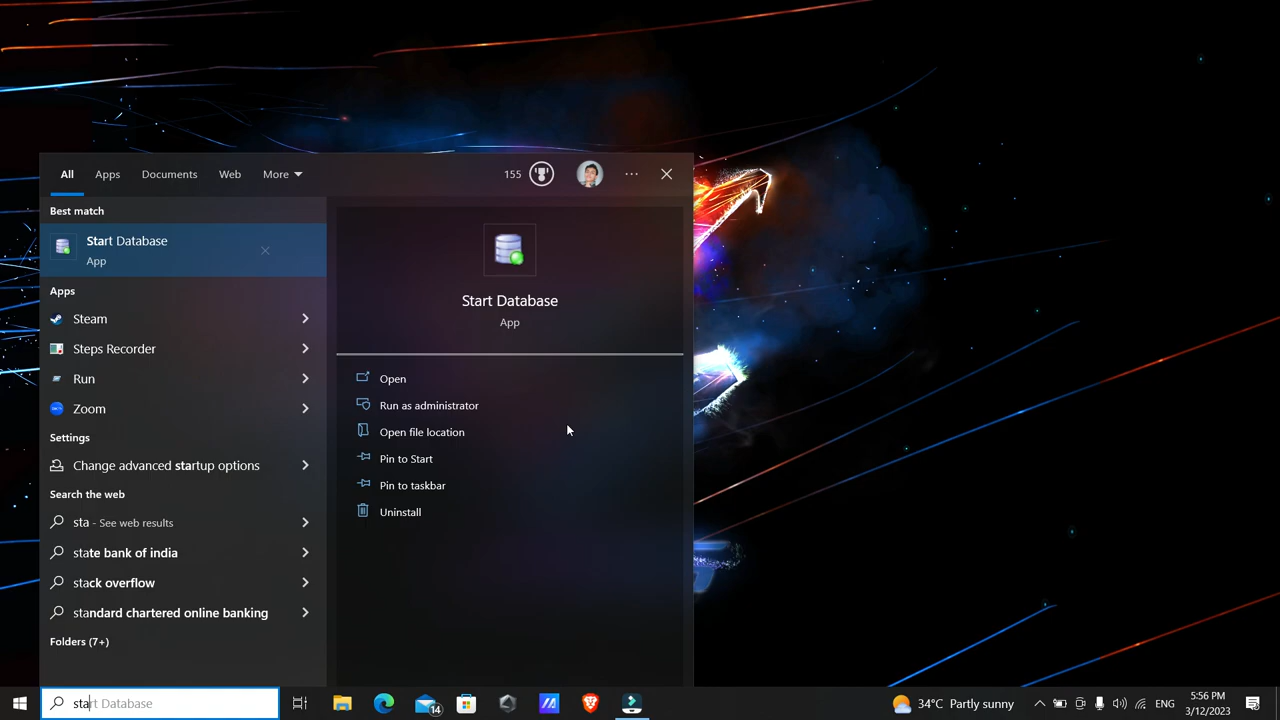 All
Apps
Documents
Web
More
155
Best match
Start Database
App
Apps
Steam
Steps Recorder
Run
Zoom
Settings
Change advanced startup options
Search the web
sta - See web results
state bank of india
stack overflow
standard chartered online banking
Folders (7+)
Start Database
App
Open
Run as administrator
Open file location
Pin to Start
Pin to taskbar
Uninstall
start Database
14
34°C Partly sunny
ENG
5:56 PM
3/12/2023